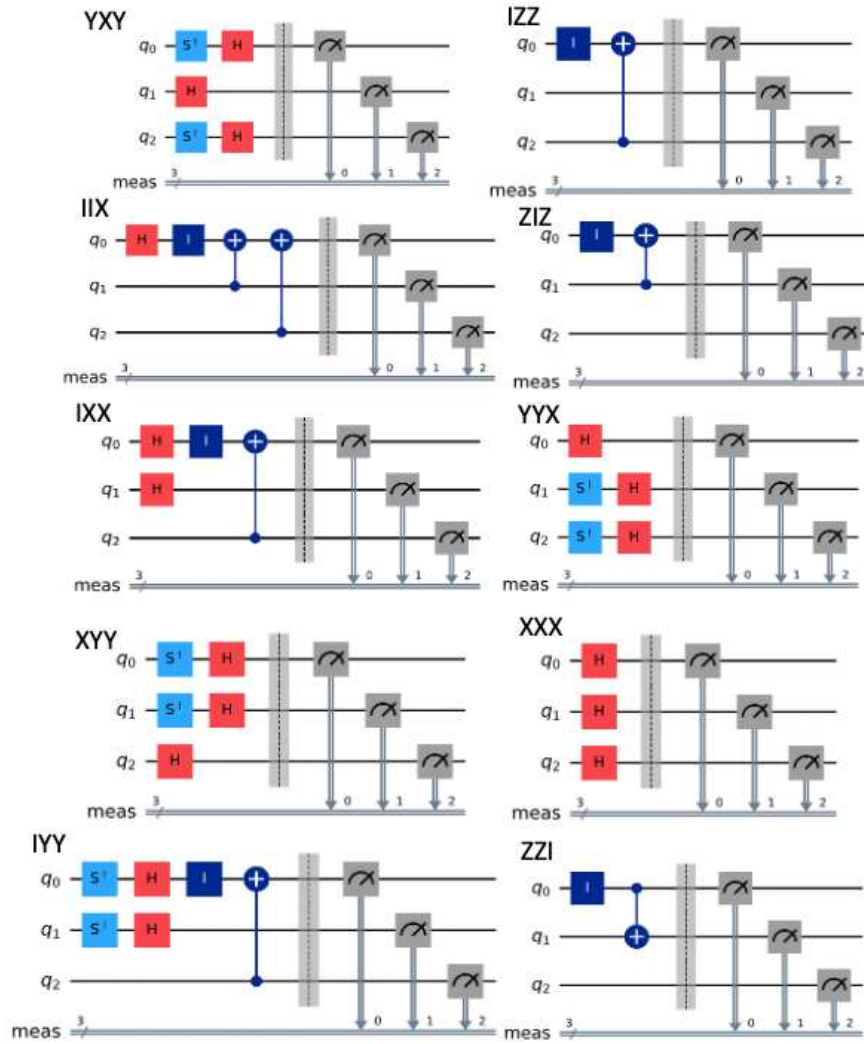 YXY
q0 S† H
q1 H
q2 S† H
3 0 1 2
meas
IZZ
q0 I
q1
q2
3 0 1 2
meas
IIX
q0 H I
q1
q2
3 0 1 2
meas
ZIZ
q0 I
q1
q2
3 0 1 2
meas
IXX
q0 H I
q1 H
q2
3 0 1 2
meas
YYX
q0 H
q1 S† H
q2 S† H
3 0 1 2
meas
XYY
q0 S† H
q1 S† H
q2 H
3 0 1 2
meas
XXX
q0 H
q1 H
q2 H
3 0 1 2
meas
IYY
q0 S† H I
q1 S† H
q2
3 0 1 2
meas
ZZI
q0 I
q1
q2
3 0 1 2
meas